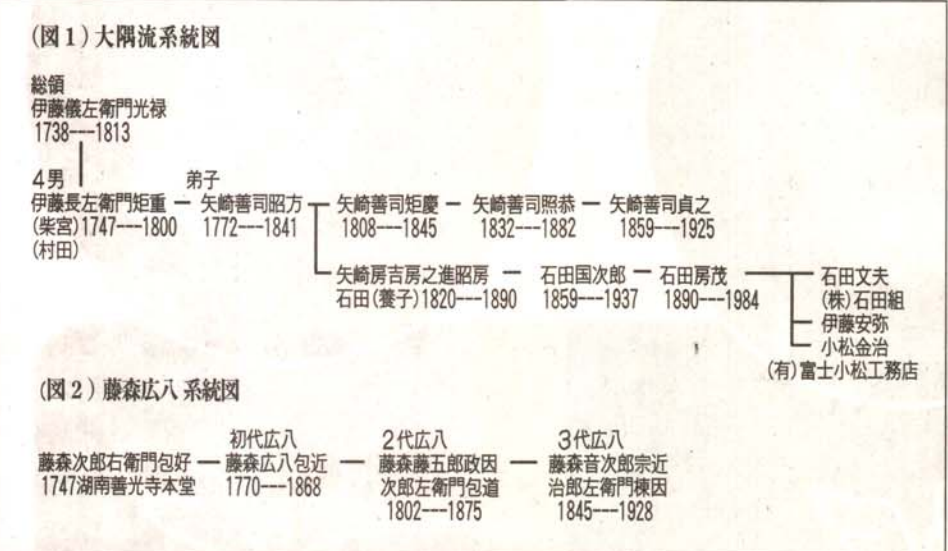 (図1)大隅流系統図
総領
伊藤儀左衛門光禄
1738---1813
4男 弟子
伊藤長左衛門矩重 矢崎善司昭方 矢崎善司矩慶 矢崎善司照恭 矢崎善司貞之
(柴宮)1747---1800 1772---1841 1808---1845 1832---1882 1859---1925
(村田)
矢崎房吉房之進昭房 石田国次郎 石田房茂 石田文夫
石田(養子)1820---1890 1859---1937 1890---1984 (株)石田組
伊藤安弥
小松金治
(有)富士小松工務店
(図2)藤森広八系統図
初代広八 2代広八 3代広八
藤森次郎右衛門包好 藤森広八包近 藤森藤五郎政因 藤森音次郎宗近
1747湖南善光寺本堂 1770---1868 次郎左衛門包道 治郎左衛門棟因
1802---1875 1845---1928